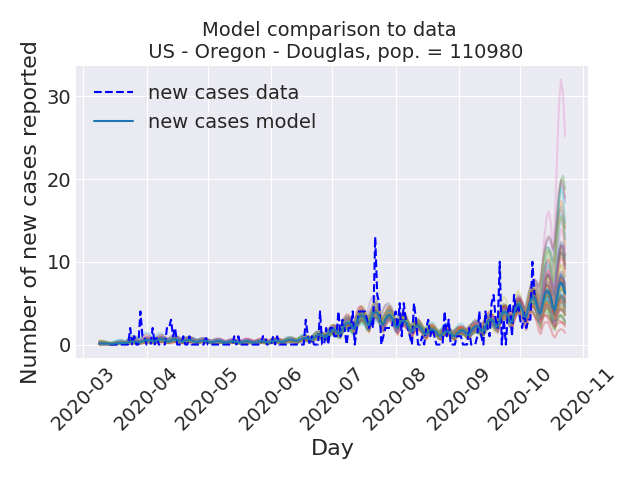 Model comparison to data
US - Oregon - Douglas, pop. = 110980
Number of new cases reported
new cases data
new cases model
30
20
10
0
2020-03
2020-04
2020-05
2020-06
2020-07
2020-08
2020-09
2020-10
2020-11
Day